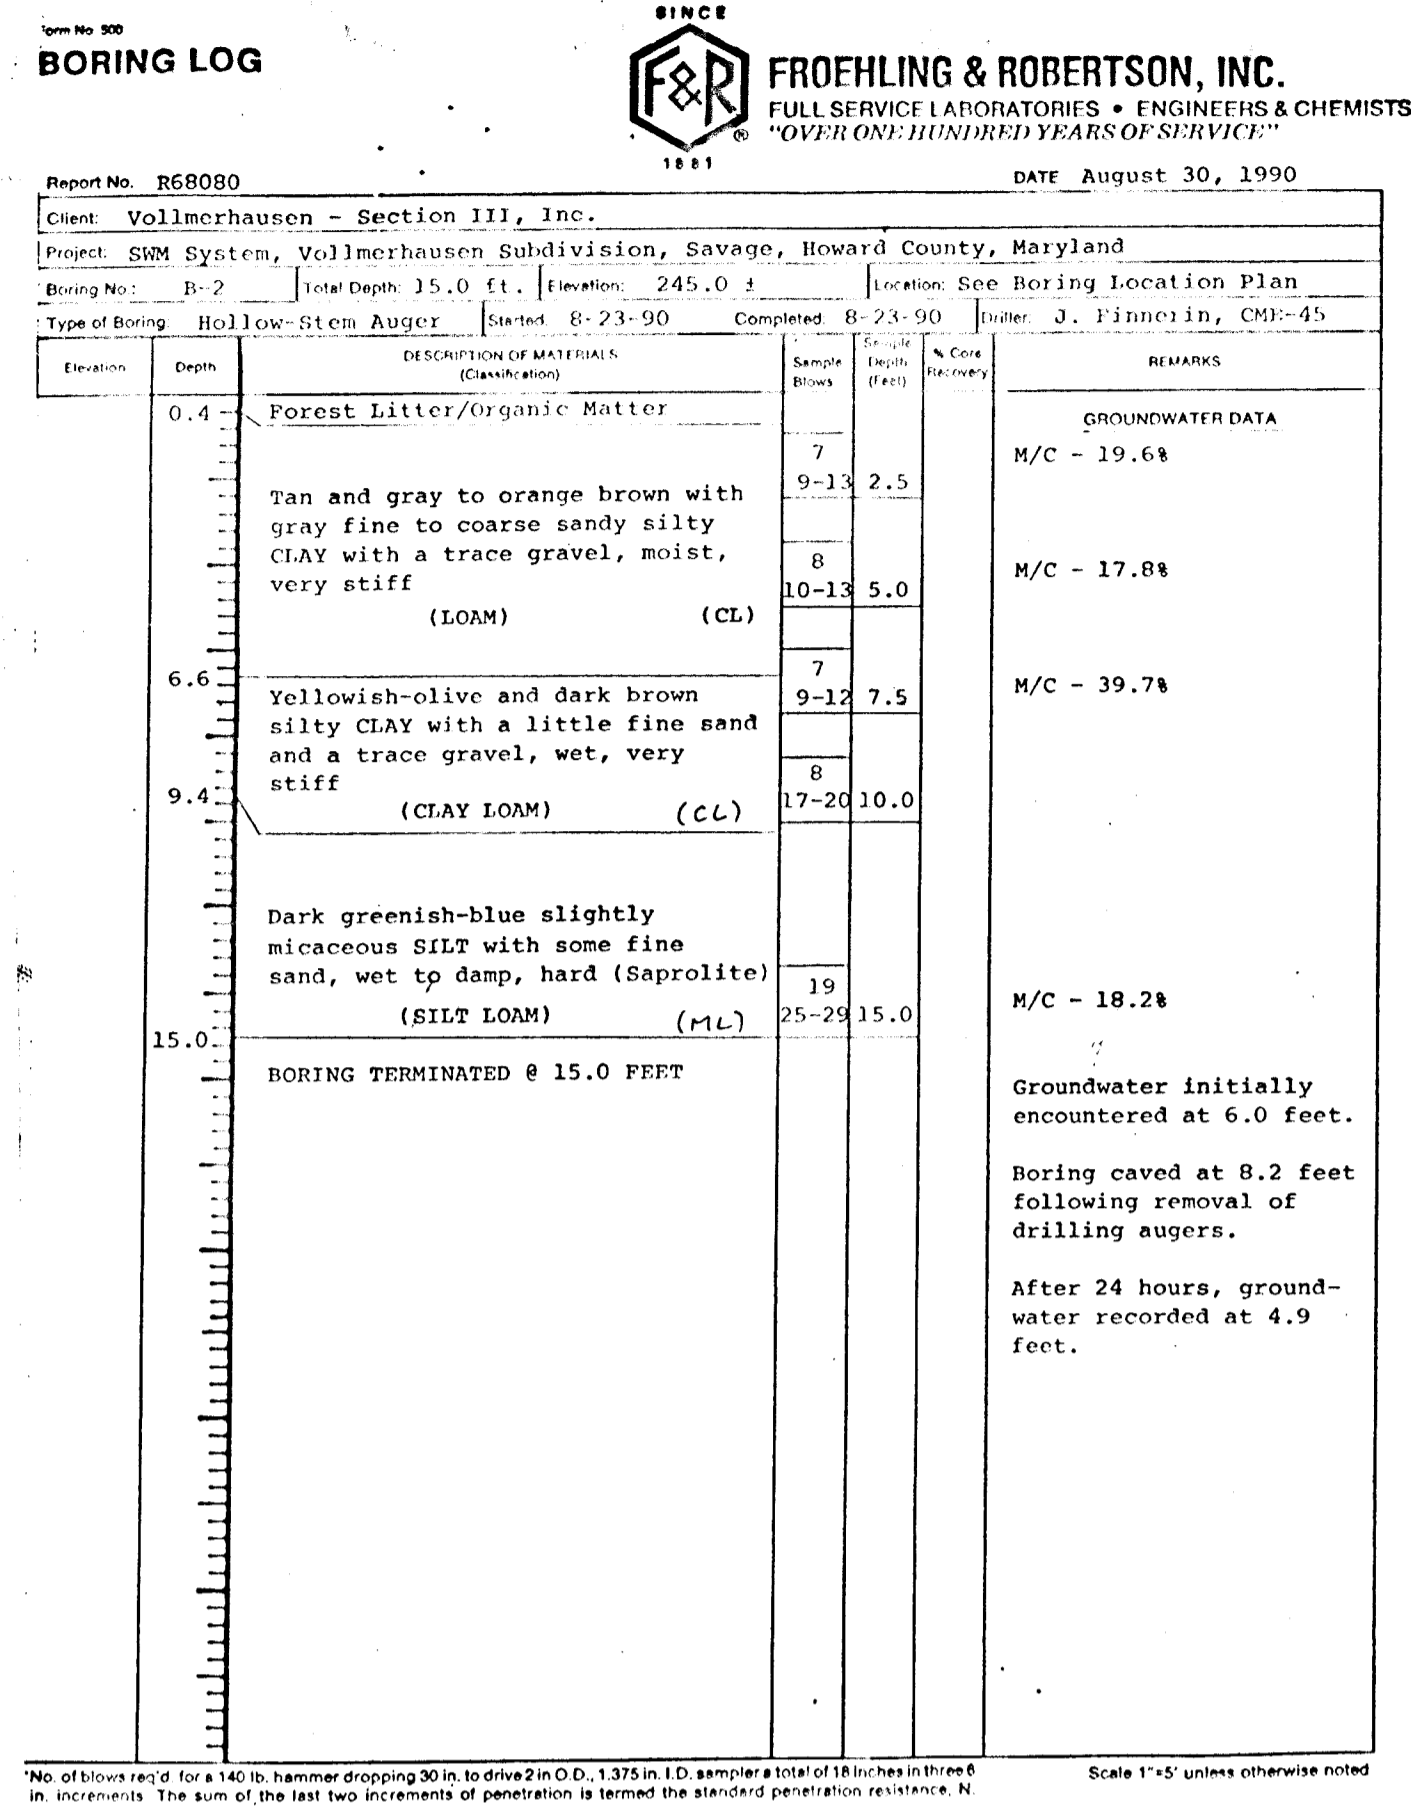 Form No 500
BORING LOG
SINCE
F&R
®
1881
FROEHLING & ROBERTSON, INC.
FULL SERVICE LABORATORIES • ENGINEERS & CHEMISTS
"OVER ONE HUNDRED YEARS OF SERVICE"
Report No. R68080
DATE August 30, 1990
Client: Vollmerhausen - Section III, Inc.
Project: SWM System, Vollmerhausen Subdivision, Savage, Howard County, Maryland
Boring No.: B-2 Total Depth: 15.0 ft. Elevation: 245.0 ± Location: See Boring Location Plan
Type of Boring: Hollow-Stem Auger Started: 8-23-90 Completed: 8-23-90 Driller: J. Finnerin, CME-45
Elevation
Depth
DESCRIPTION OF MATERIALS
(Classification)
Sample
Blows
Sample
Depth
(Feet)
% Core
Recovery
REMARKS
0.4 Forest Litter/Organic Matter
GROUNDWATER DATA
7
M/C - 19.6%
9-13 2.5
Tan and gray to orange brown with
gray fine to coarse sandy silty
CLAY with a trace gravel, moist,
very stiff
(LOAM) (CL)
8
10-13 5.0
M/C - 17.8%
6.6
7
9-12 7.5
M/C - 39.7%
Yellowish-olive and dark brown
silty CLAY with a little fine sand
and a trace gravel, wet, very
stiff
(CLAY LOAM) (CL)
8
17-20 10.0
9.4
Dark greenish-blue slightly
micaceous SILT with some fine
sand, wet to damp, hard (Saprolite)
(SILT LOAM) (ML)
19
25-29 15.0
M/C - 18.2%
15.0
BORING TERMINATED @ 15.0 FEET
Groundwater initially
encountered at 6.0 feet.
Boring caved at 8.2 feet
following removal of
drilling augers.
After 24 hours, ground-
water recorded at 4.9
feet.
*No. of blows req'd. for a 140 lb. hammer dropping 30 in. to drive 2 in O.D., 1.375 in. I.D. sampler a total of 18 inches in three 6
in. increments The sum of the last two increments of penetration is termed the standard penetration resistance, N.
Scale 1"=5' unless otherwise noted